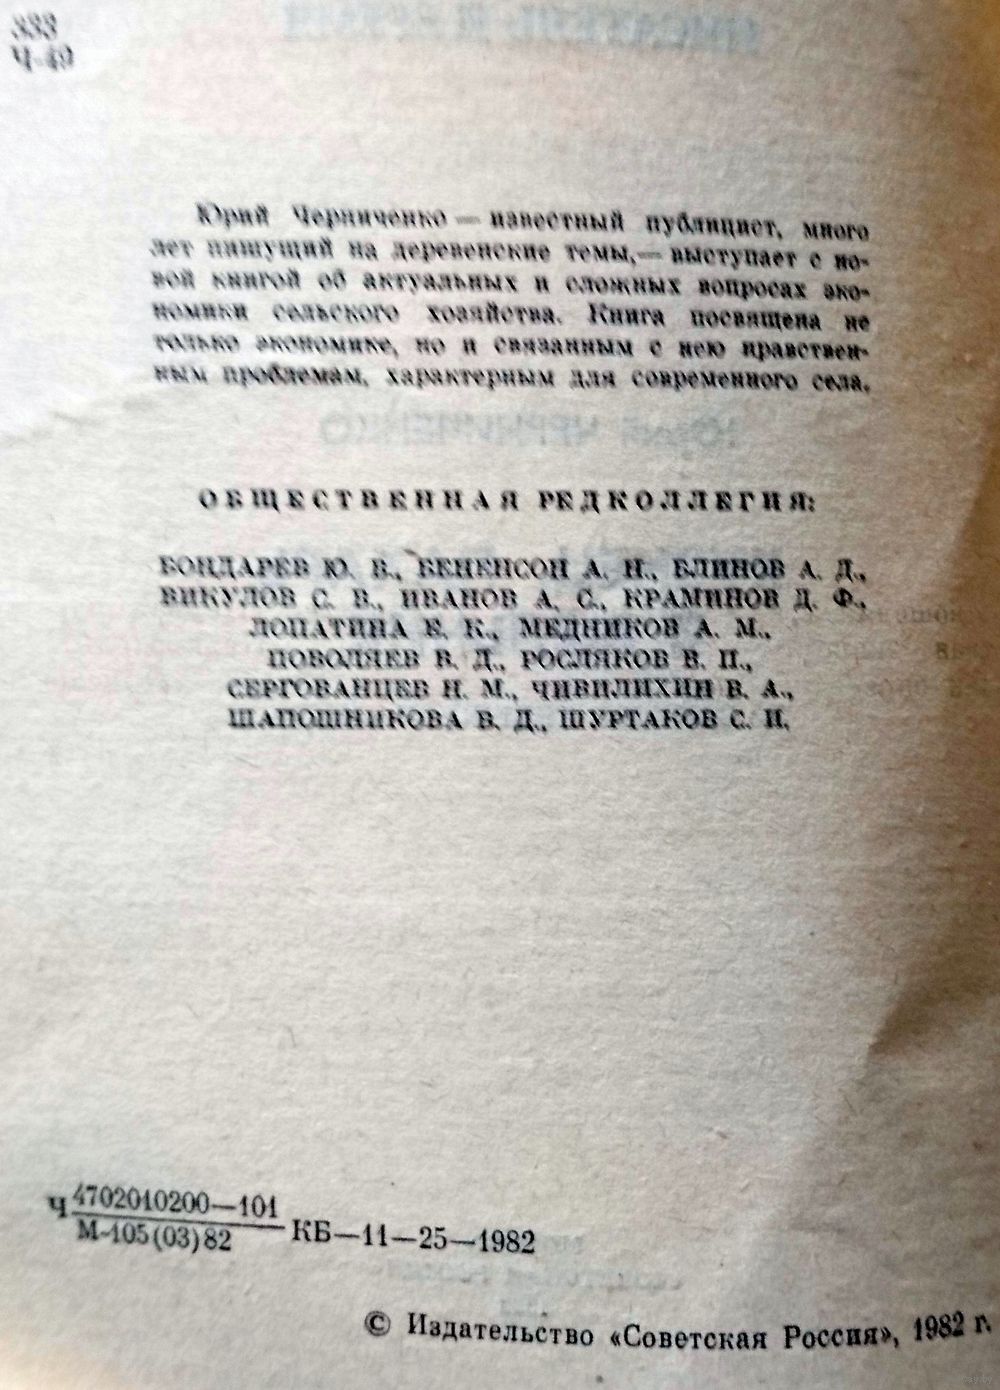 333
Ч-49
Юрий Черниченко — известный публицист, много
лет пишущий на деревенские темы,— выступает с но-
вой книгой об актуальных и сложных вопросах эко-
номики сельского хозяйства. Книга посвящена не
только экономике, но и связанным с нею нравствен-
ным проблемам, характерным для современного села.
ОБЩЕСТВЕННАЯ РЕДКОЛЛЕГИЯ:
БОНДАРЕВ Ю. В., ВЕНЕНСОН А. Н., БЛИНОВ А. Д.,
ВИКУЛОВ С. В., ИВАНОВ А. С., КРАМИНОВ Д. Ф.,
ЛОПАТИНА Е. К., МЕДНИКОВ А. М.,
ПОВОЛЯЕВ В. Д., РОСЛЯКОВ В. П.,
СЕРГОВАНЦЕВ Н. М., ЧИВИЛИХИН В. А.,
ШАПОШНИКОВА В. Д., ШУРТАКОВ С. И.
Ч 4702010200—101
М-105(03)82 КБ—11—25—1982
© Издательство «Советская Россия», 1982 г.